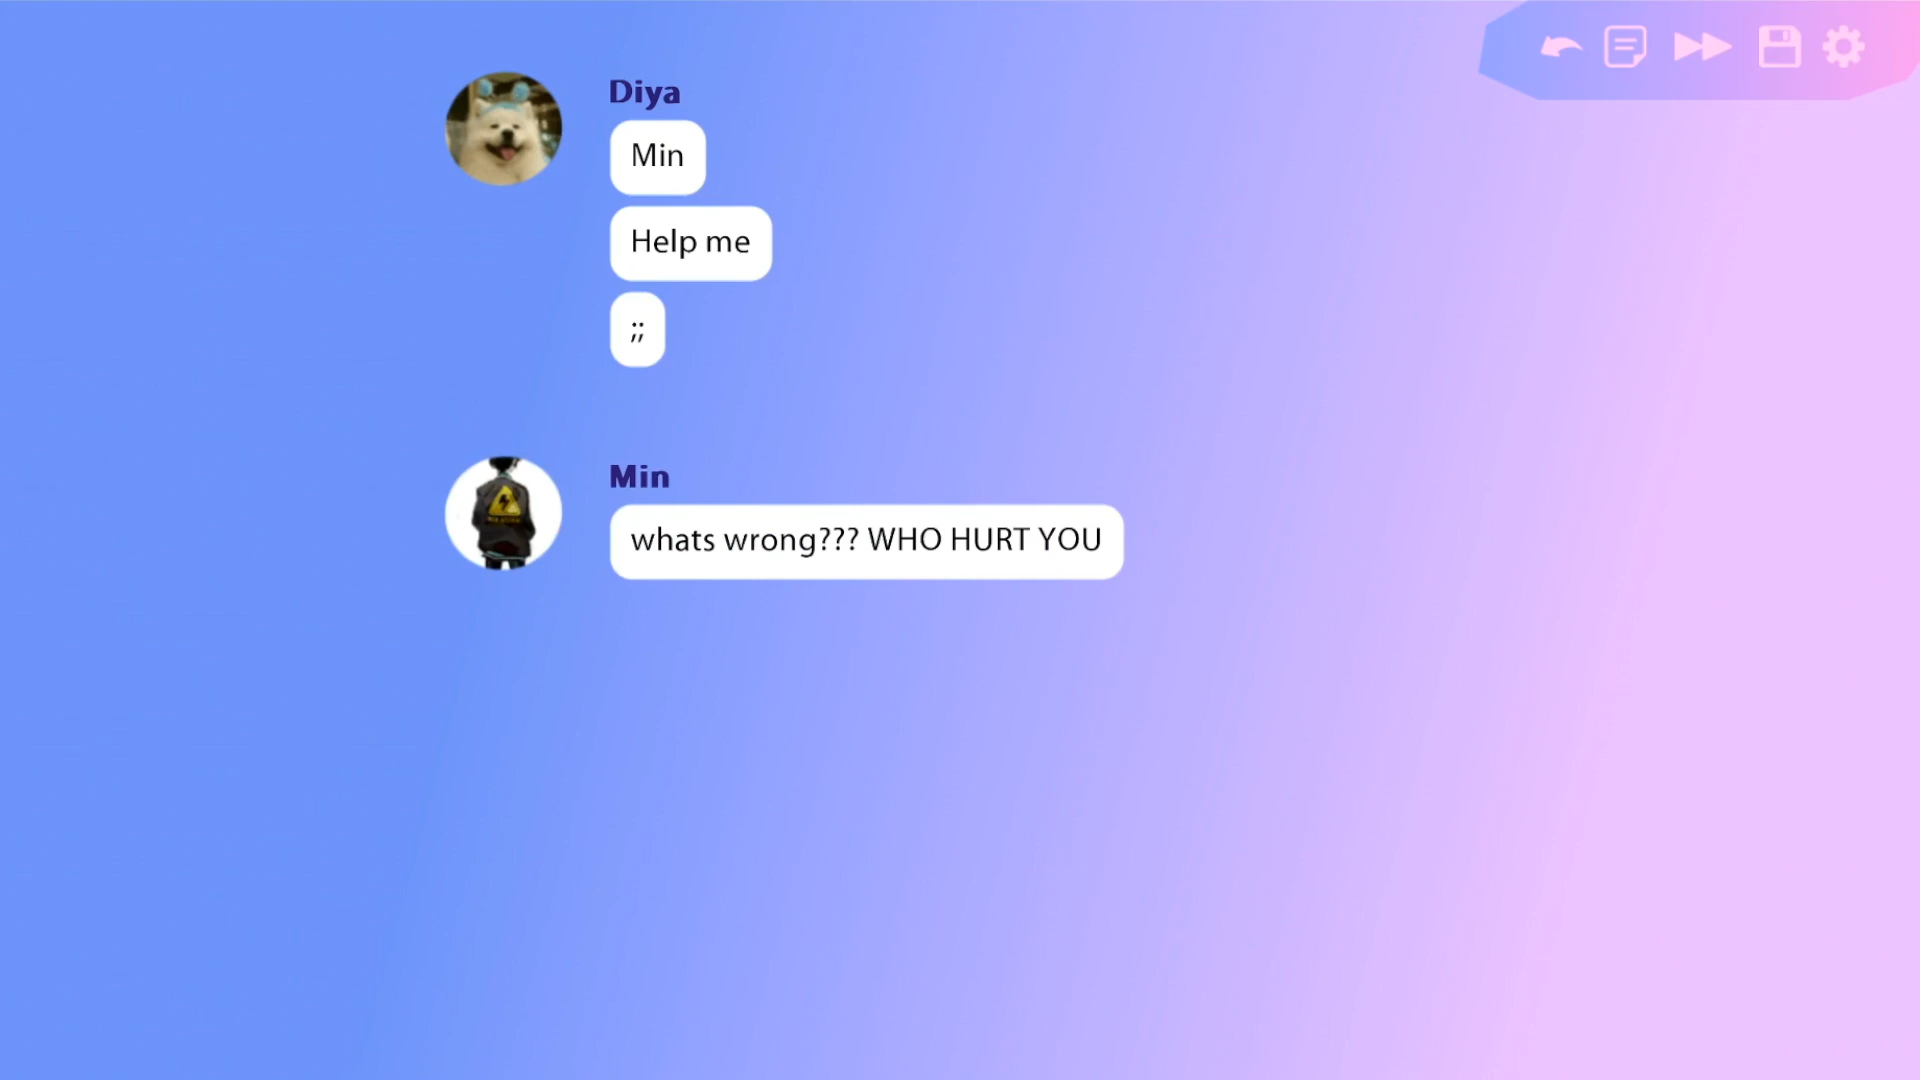 Diya
Min
Help me
;;
Min
whats wrong??? WHO HURT YOU